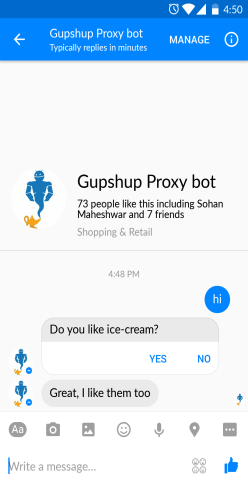 4:50
Gupshup Proxy bot
Typically replies in minutes
MANAGE
Gupshup Proxy bot
73 people like this including Sohan
Maheshwar and 7 friends
Shopping & Retail
4:48 PM
hi
Do you like ice-cream?
YES NO
Great, I like them too
Aa
Write a message...